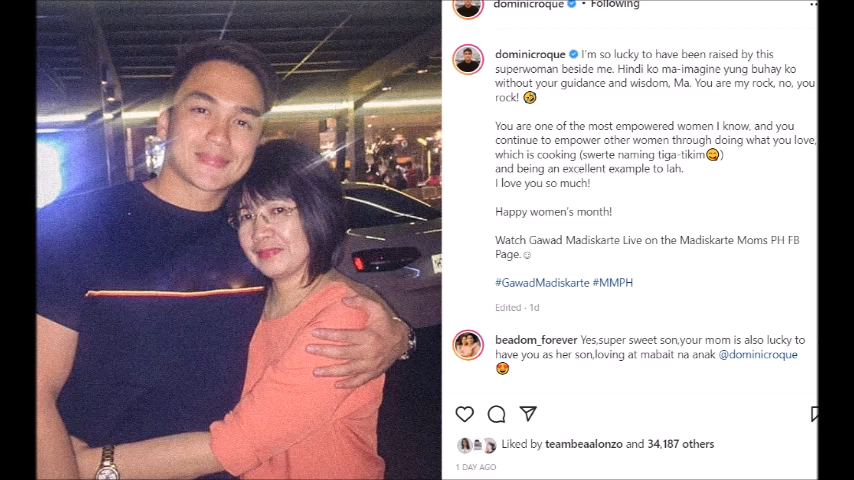 dominicroque • Following
dominicroque I'm so lucky to have been raised by this
superwoman beside me. Hindi ko ma-imagine yung buhay ko
without your guidance and wisdom, Ma. You are my rock, no, you
rock! 🤣
You are one of the most empowered women I know, and you
continue to empower other women through doing what you love,
which is cooking (swerte naming tiga-tikim😋)
and being an excellent example to lah.
I love you so much!
Happy women's month!
Watch Gawad Madiskarte Live on the Madiskarte Moms PH FB
Page.☺
#GawadMadiskarte #MMPH
Edited · 1d
beadom_forever Yes,super sweet son,your mom is also lucky to
have you as her son,loving at mabait na anak @dominicroque
😍
Liked by teambeaalonzo and 34,187 others
1 DAY AGO